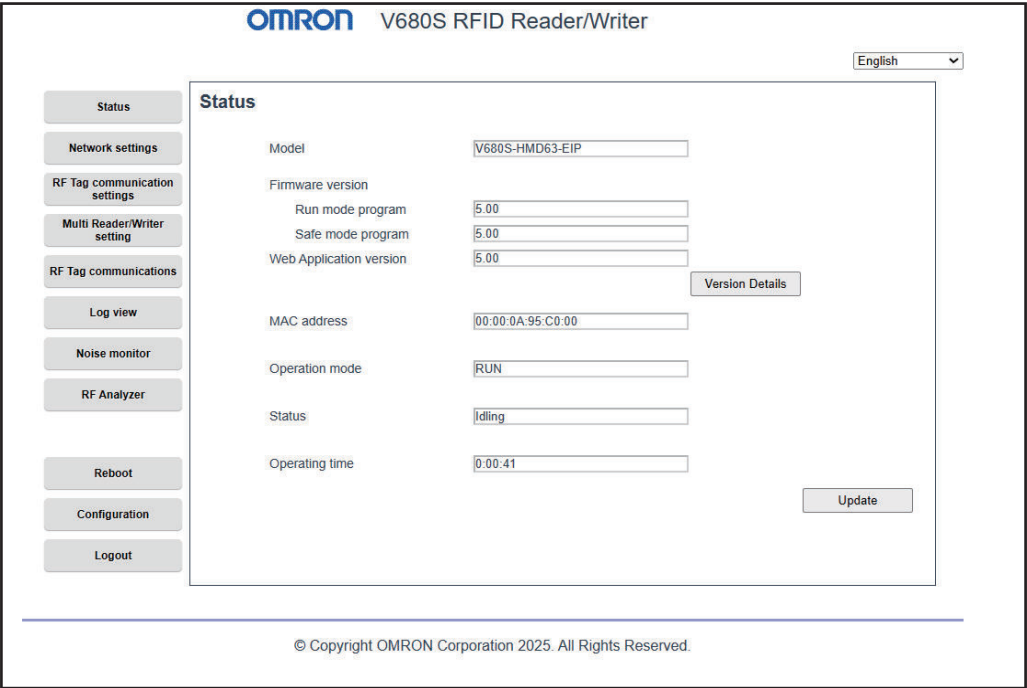 OMRON V680S RFID Reader/Writer
English
Status
Network settings
RF Tag communication
settings
Multi Reader/Writer
setting
RF Tag communications
Log view
Noise monitor
RF Analyzer
Reboot
Configuration
Logout
Status
Model V680S-HMD63-EIP
Firmware version
Run mode program 5.00
Safe mode program 5.00
Web Application version 5.00
Version Details
MAC address 00:00:0A:95:C0:00
Operation mode RUN
Status Idling
Operating time 0:00:41
Update
© Copyright OMRON Corporation 2025. All Rights Reserved.